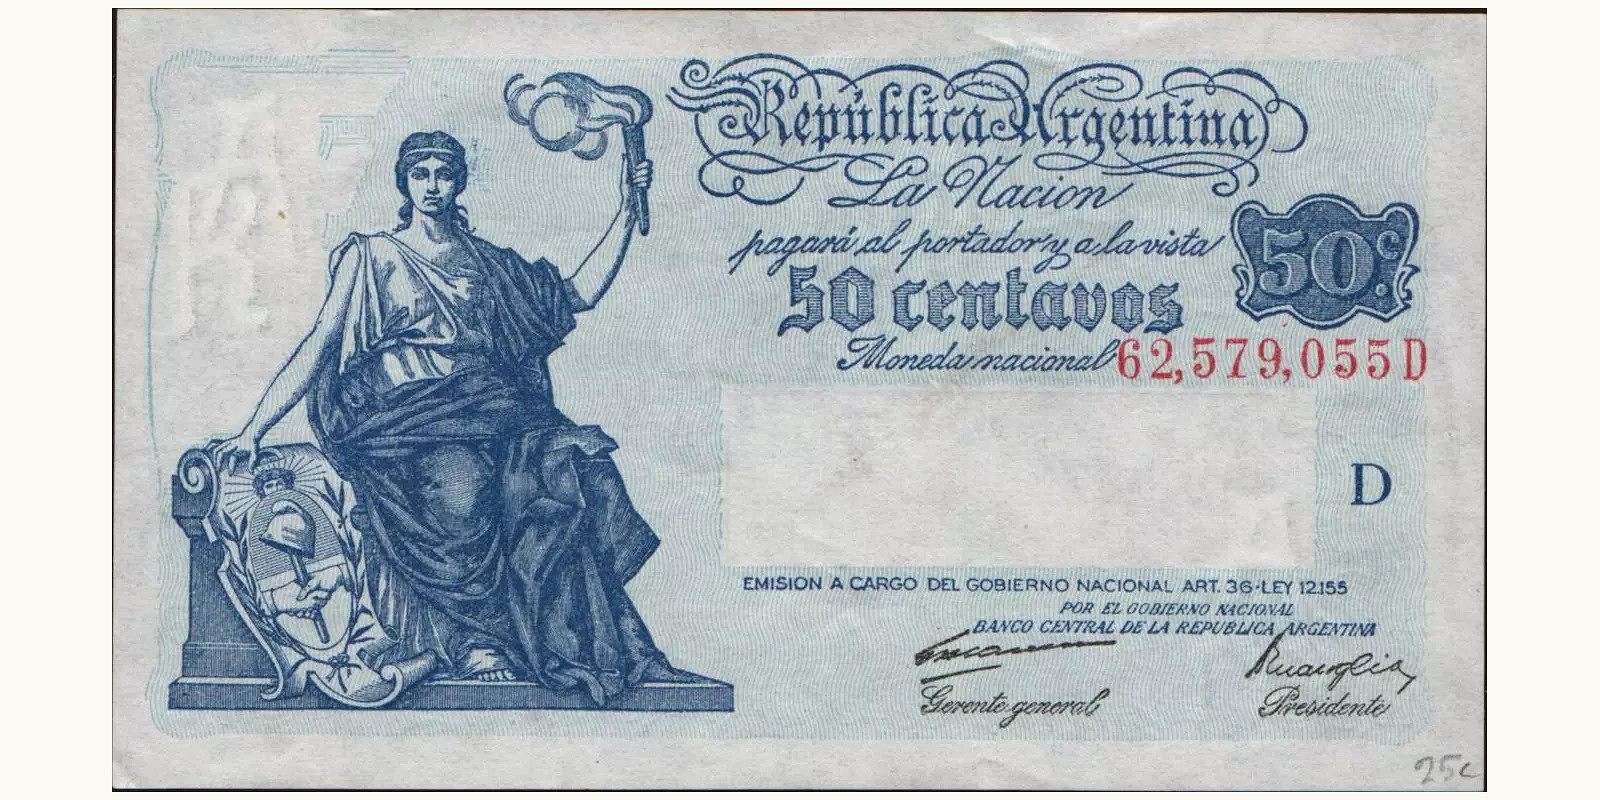 República Argentina
La Nacion
pagará al portador y a la vista
50 centavos
50c.
Moneda nacional 62,579,055D
D
EMISION A CARGO DEL GOBIERNO NACIONAL ART. 36-LEY 12.155
POR EL GOBIERNO NACIONAL
BANCO CENTRAL DE LA REPUBLICA ARGENTINA
Gerente general
Presidente
25c